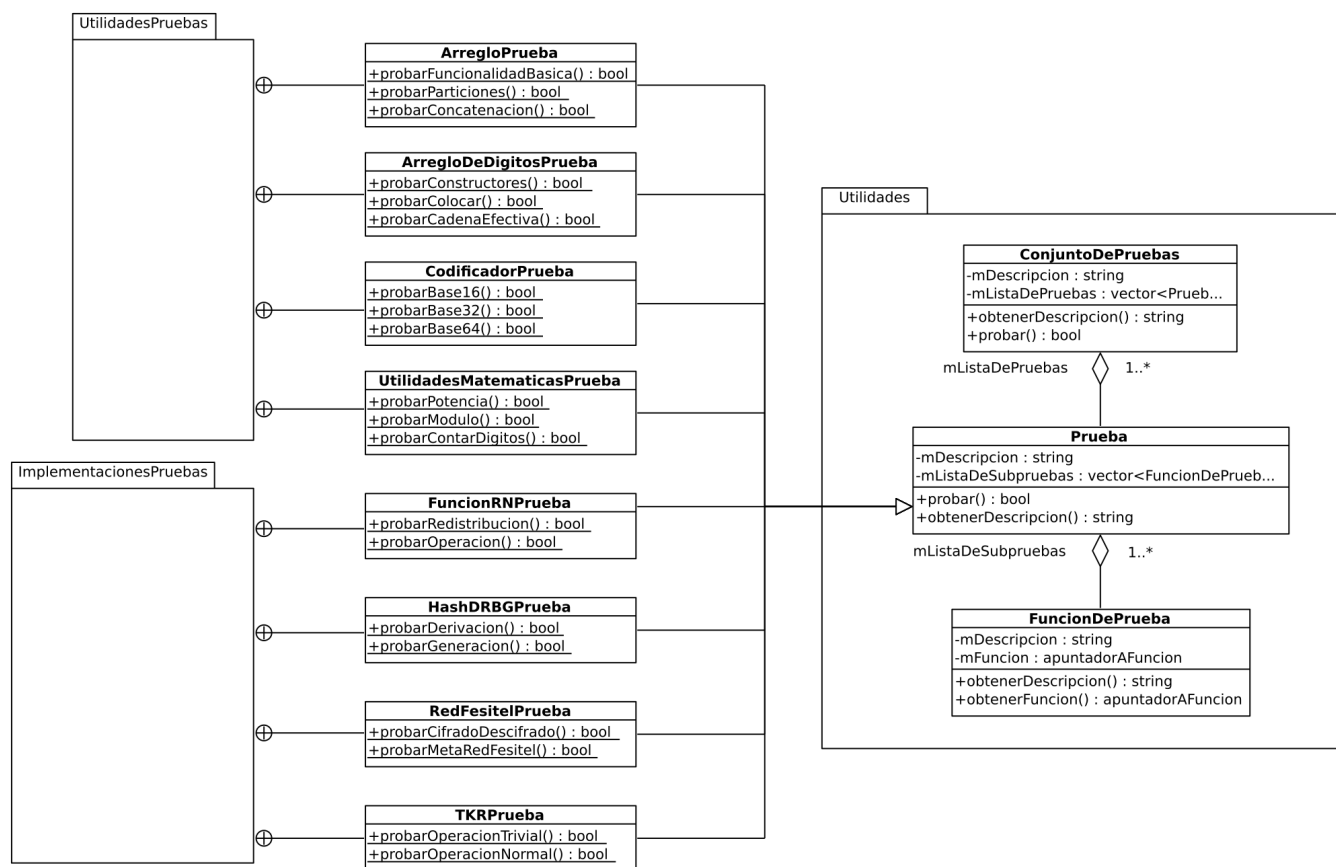 UtilidadesPruebas
ArregloPrueba
+probarFuncionalidadBasica() : bool
+probarParticiones() : bool
+probarConcatenacion() : bool
ArregloDeDigitosPrueba
+probarConstructores() : bool
+probarColocar() : bool
+probarCadenaEfectiva() : bool
CodificadorPrueba
+probarBase16() : bool
+probarBase32() : bool
+probarBase64() : bool
UtilidadesMatematicasPrueba
+probarPotencia() : bool
+probarModulo() : bool
+probarContarDigitos() : bool
ImplementacionesPruebas
FuncionRNPrueba
+probarRedistribucion() : bool
+probarOperacion() : bool
HashDRBGPrueba
+probarDerivacion() : bool
+probarGeneracion() : bool
RedFesitelPrueba
+probarCifradoDescifrado() : bool
+probarMetaRedFesitel() : bool
TKRPrueba
+probarOperacionTrivial() : bool
+probarOperacionNormal() : bool
Utilidades
ConjuntoDePruebas
-mDescripcion : string
-mListaDePruebas : vector<Prueb...
+obtenerDescripcion() : string
+probar() : bool
mListaDePruebas 1..*
Prueba
-mDescripcion : string
-mListaDeSubpruebas : vector<FuncionDePrueb...
+probar() : bool
+obtenerDescripcion() : string
mListaDeSubpruebas 1..*
FuncionDePrueba
-mDescripcion : string
-mFuncion : apuntadorAFuncion
+obtenerDescripcion() : string
+obtenerFuncion() : apuntadorAFuncion